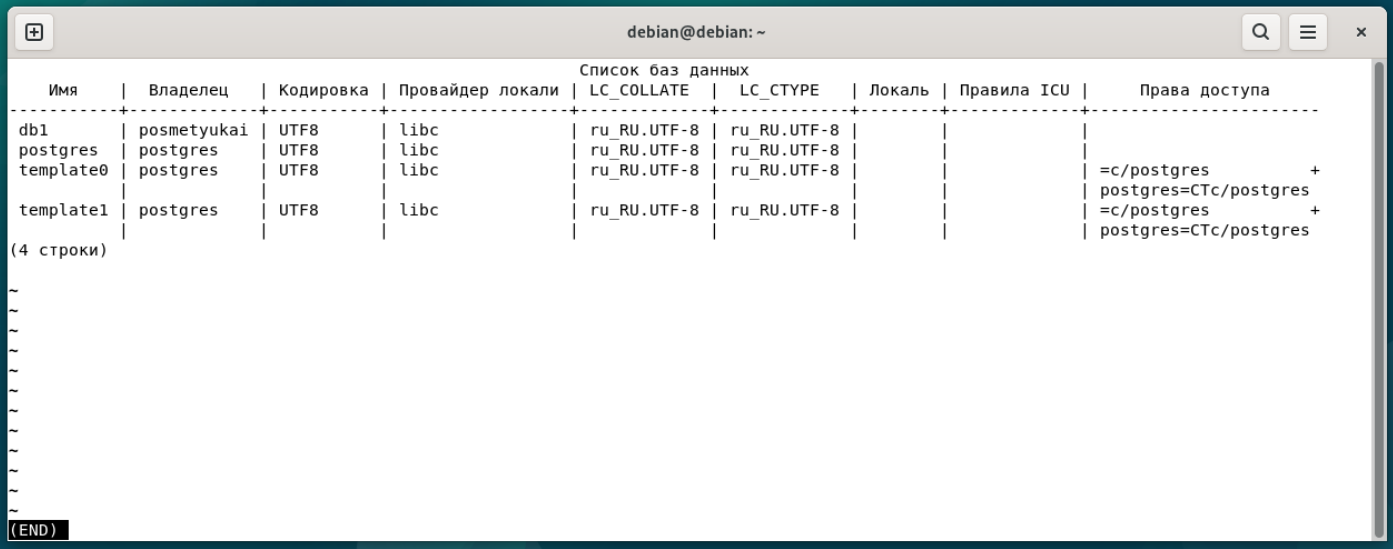 debian@debian: ~
Список баз данных
Имя | Владелец | Кодировка | Провайдер локали | LC_COLLATE | LC_CTYPE | Локаль | Правила ICU | Права доступа
-----------+-------------+-----------+------------------+-------------+-------------+--------+-------------+-----------------------
db1 | posmetyukai | UTF8 | libc | ru_RU.UTF-8 | ru_RU.UTF-8 | | |
postgres | postgres | UTF8 | libc | ru_RU.UTF-8 | ru_RU.UTF-8 | | |
template0 | postgres | UTF8 | libc | ru_RU.UTF-8 | ru_RU.UTF-8 | | | =c/postgres +
| | | | | | | | postgres=CTc/postgres
template1 | postgres | UTF8 | libc | ru_RU.UTF-8 | ru_RU.UTF-8 | | | =c/postgres +
| | | | | | | | postgres=CTc/postgres
(4 строки)
~
~
~
~
~
~
~
~
~
~
~
~
(END)